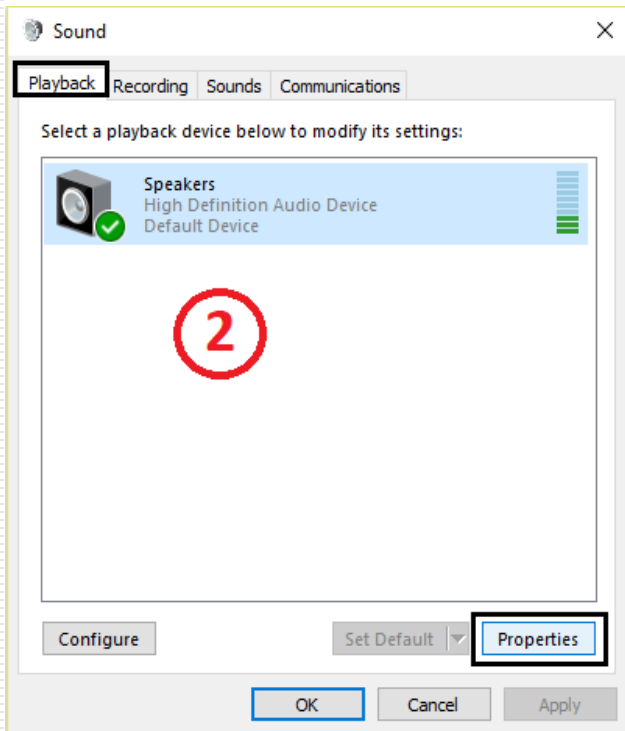 Sound
Playback Recording Sounds Communications
Select a playback device below to modify its settings:
Speakers
High Definition Audio Device
Default Device
2
Configure Set Default Properties
OK Cancel Apply